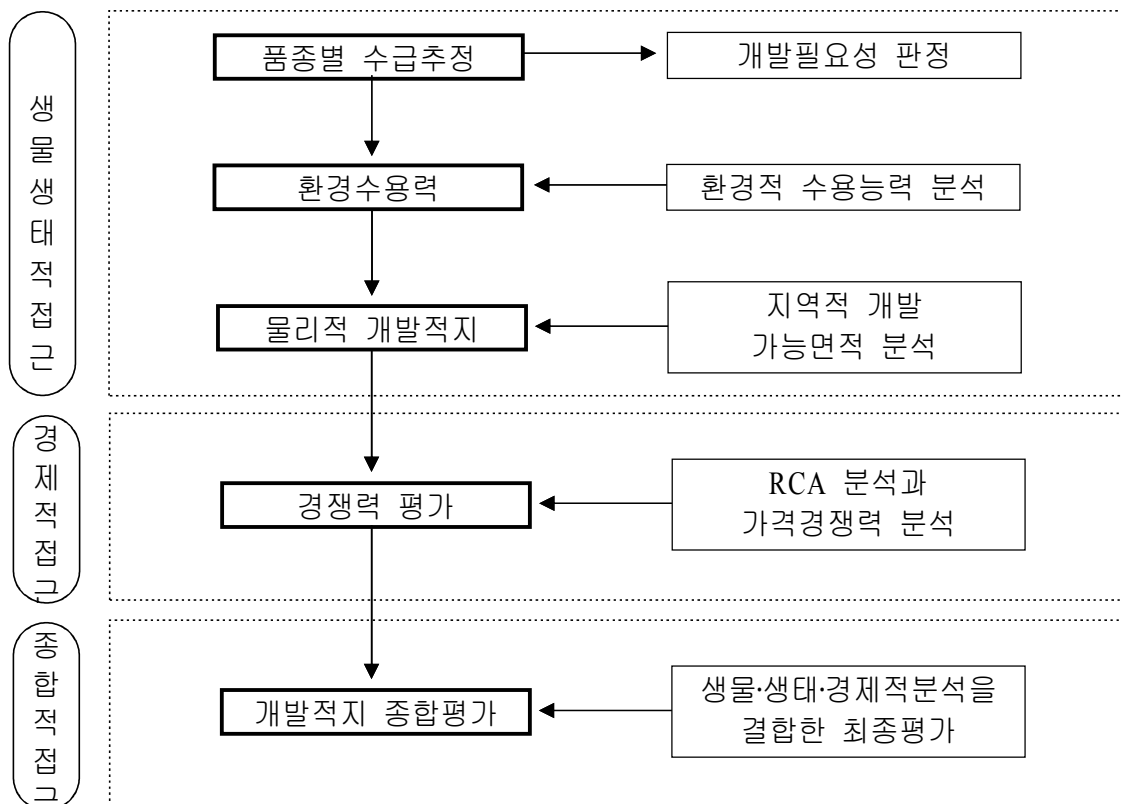 생물생태적접근
품종별 수급추정
개발필요성 판정
환경수용력
환경적 수용능력 분석
물리적 개발적지
지역적 개발
가능면적 분석
경제적접근
경쟁력 평가
RCA 분석과
가격경쟁력 분석
종합적접근
개발적지 종합평가
생물·생태·경제적분석을
결합한 최종평가